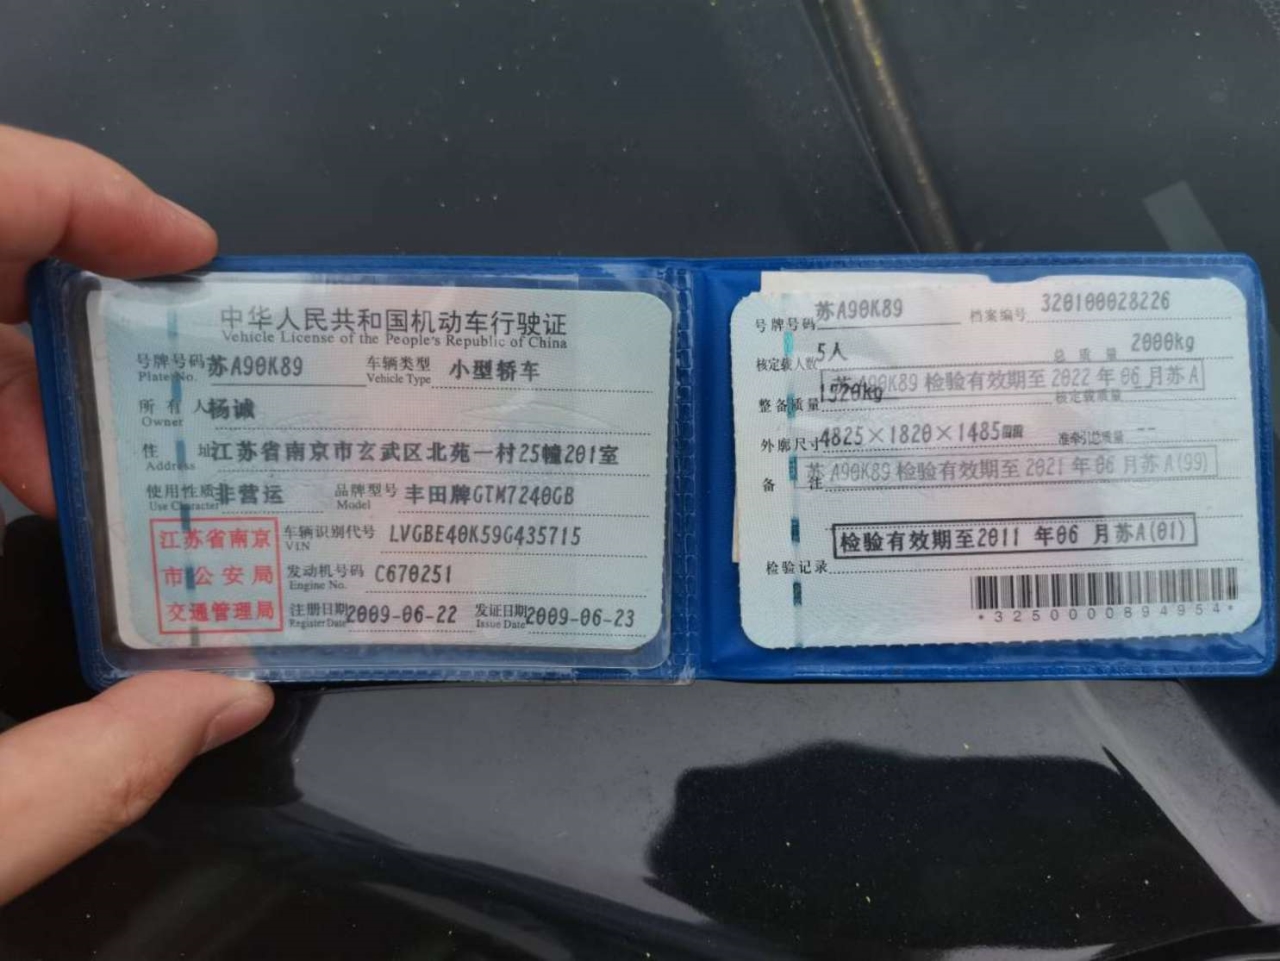 中华人民共和国机动车行驶证
Vehicle License of the People's Republic of China
号牌号码 苏A90K89 车辆类型 小型轿车
Plate No. Vehicle Type
所有人 杨诚
Owner
住址 江苏省南京市玄武区北苑一村25幢201室
Address
使用性质 非营运 品牌型号 丰田牌GTM7240GB
Use Character Model
江苏省南京
市公安局
交通管理局
车辆识别代号 LVGBE40K59G435715
VIN
发动机号码 C670251
Engine No.
注册日期 2009-06-22 发证日期 2009-06-23
Register Date Issue Date
号牌号码 苏A90K89 档案编号 320100028226
核定载人数 5人 总质量 2000kg
苏A90K89 检验有效期至 2022 年 06 月苏A
整备质量 1520kg 核定载质量
外廓尺寸 4825×1820×1485 准牵引总质量 --
苏A90K89 检验有效期至 2021 年 06 月苏A(99)
备注
检验有效期至2011 年06 月苏A(01)
检验记录
*3250000894954*